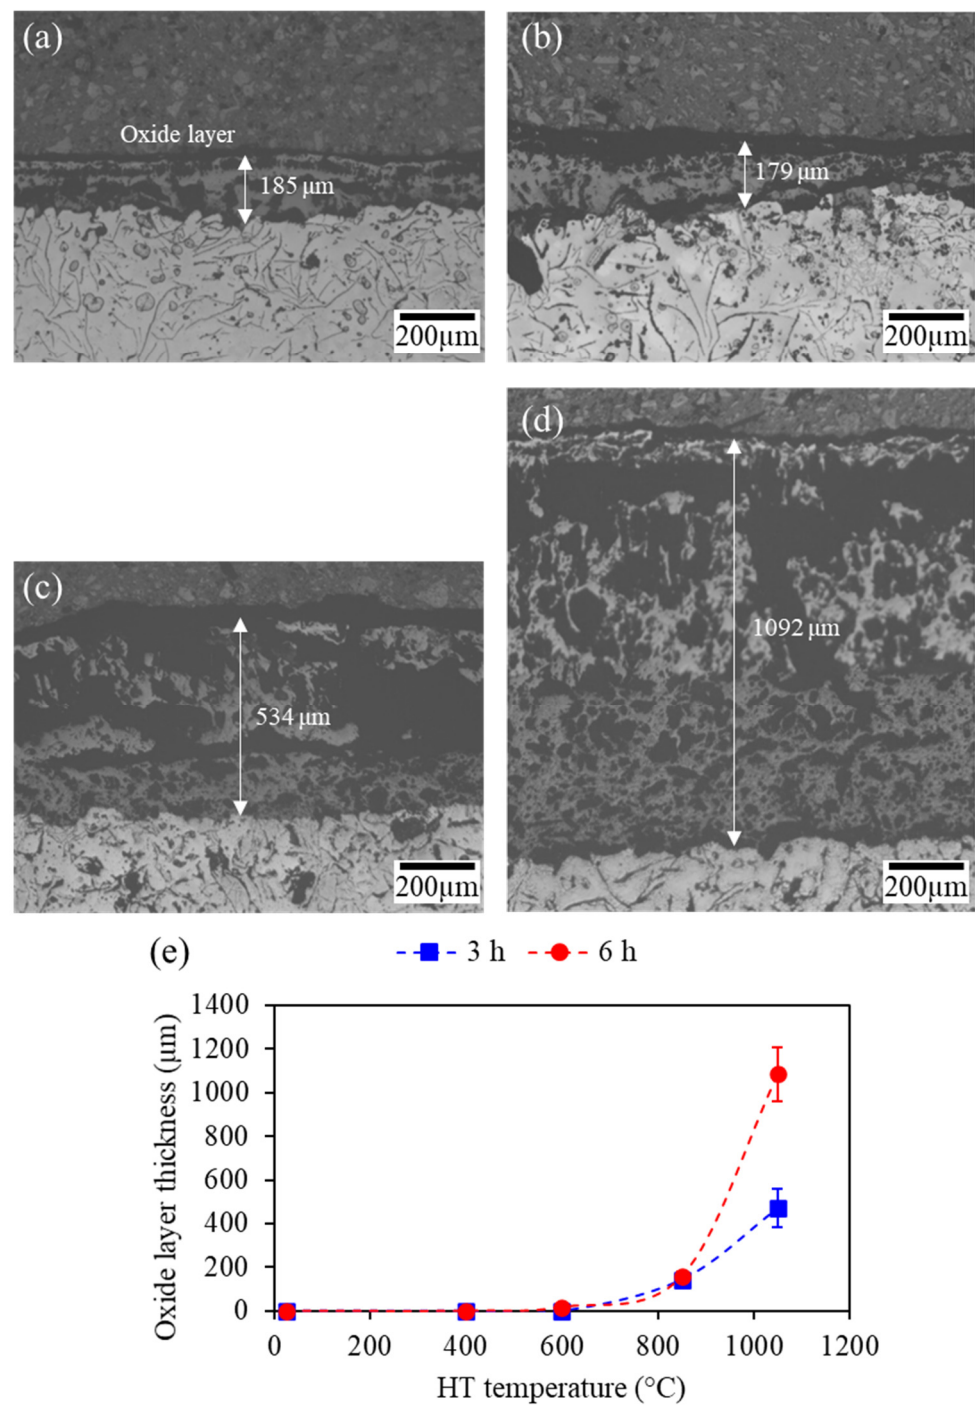 (a)
Oxide layer
185 μm
200μm
(b)
179 μm
200μm
(c)
534 μm
200μm
(d)
1092 μm
200μm
(e)
3 h
6 h
Oxide layer thickness (μm)
1400
1200
1000
800
600
400
200
0
0 200 400 600 800 1000 1200
HT temperature (°C)